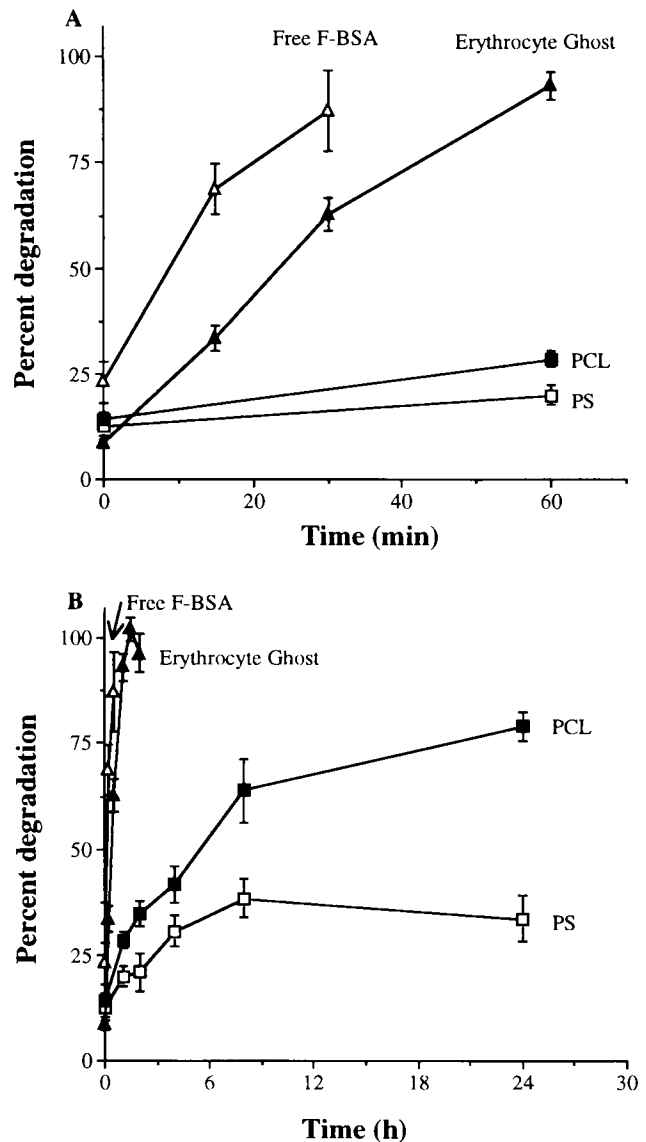 A
Free F-BSA
Erythrocyte Ghost
100
75
50
25
0
Percent degradation
PCL
PS
0 20 40 60
Time (min)
B
Free F-BSA
Erythrocyte Ghost
100
75
50
25
0
Percent degradation
PCL
PS
0 6 12 18 24 30
Time (h)